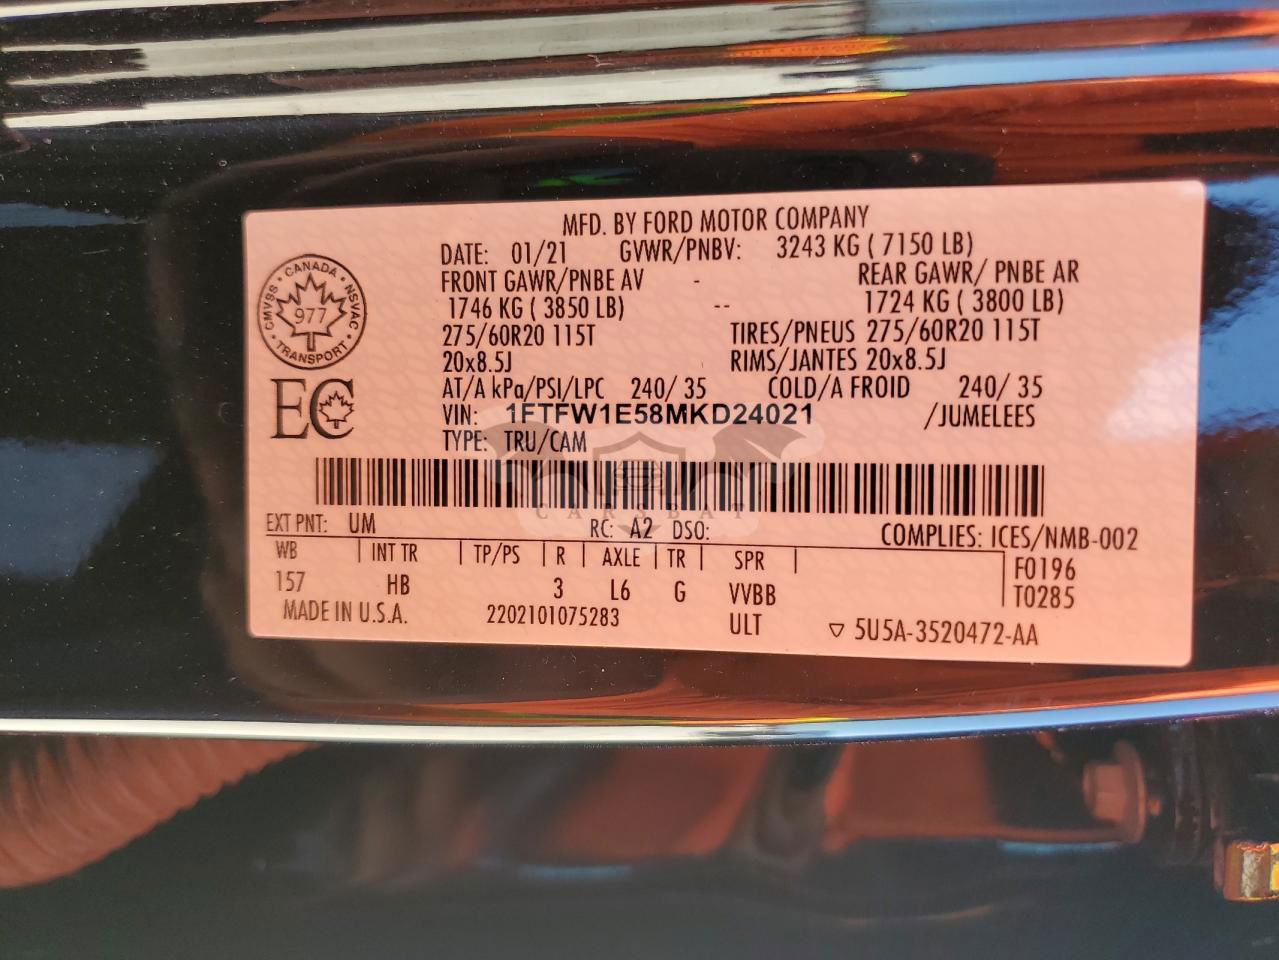 MFD. BY FORD MOTOR COMPANY
DATE: 01/21 GVWR/PNBV: 3243 KG ( 7150 LB)
FRONT GAWR/PNBE AV - REAR GAWR/ PNBE AR
1746 KG ( 3850 LB) -- 1724 KG ( 3800 LB)
275/60R20 115T TIRES/PNEUS 275/60R20 115T
20x8.5J RIMS/JANTES 20x8.5J
AT/A kPa/PSI/LPC 240/ 35 COLD/A FROID 240/ 35
VIN: 1FTFW1E58MKD24021 /JUMELEES
TYPE: TRU/CAM
CANADA
CMVSS • NSVAC
977
TRANSPORT
EC
CARSBAT
EXT PNT: UM RC: A2 DSO: COMPLIES: ICES/NMB-002
WB | INT TR | TP/PS | R | AXLE | TR | SPR | F0196
157 HB 3 L6 G VVBB T0285
MADE IN U.S.A. 2202101075283 ULT ▽ 5U5A-3520472-AA